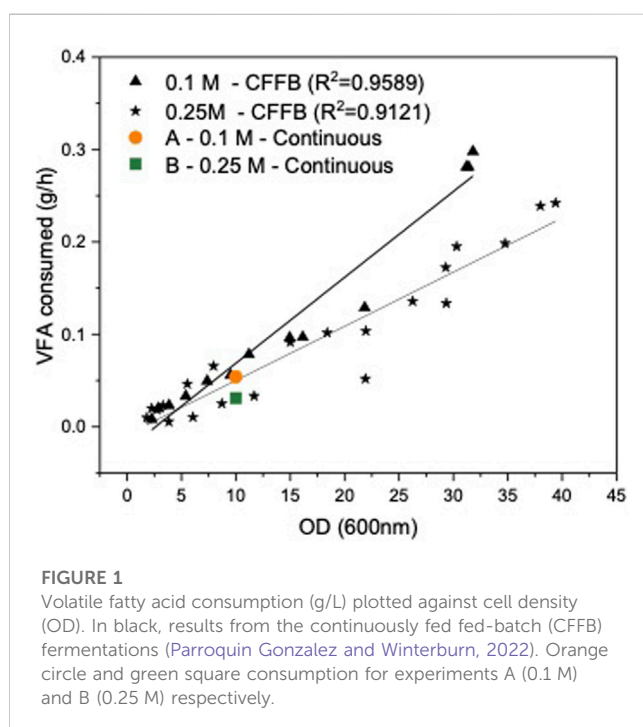 0.4
0.3
0.2
0.1
0.0
VFA consumed (g/h)
▲ 0.1 M - CFFB (R²=0.9589)
★ 0.25M - CFFB (R²=0.9121)
A - 0.1 M - Continuous
B - 0.25 M - Continuous
0 5 10 15 20 25 30 35 40 45
OD (600nm)
FIGURE 1
Volatile fatty acid consumption (g/L) plotted against cell density
(OD). In black, results from the continuously fed fed-batch (CFFB)
fermentations (Parroquin Gonzalez and Winterburn, 2022). Orange
circle and green square consumption for experiments A (0.1 M)
and B (0.25 M) respectively.